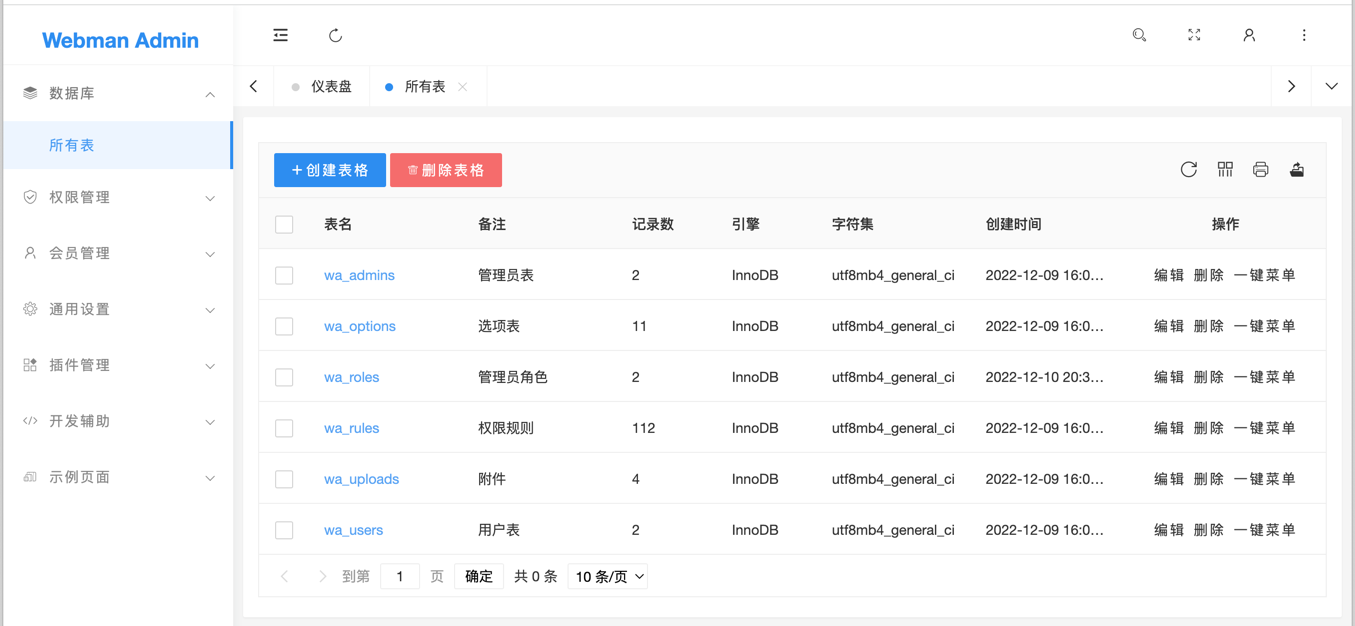 Webman Admin
数据库
所有表
权限管理
会员管理
通用设置
插件管理
开发辅助
示例页面
仪表盘 所有表
创建表格 删除表格
表名 备注 记录数 引擎 字符集 创建时间 操作
wa_admins 管理员表 2 InnoDB utf8mb4_general_ci 2022-12-09 16:0... 编辑 删除 一键菜单
wa_options 选项表 11 InnoDB utf8mb4_general_ci 2022-12-09 16:0... 编辑 删除 一键菜单
wa_roles 管理员角色 2 InnoDB utf8mb4_general_ci 2022-12-10 20:3... 编辑 删除 一键菜单
wa_rules 权限规则 112 InnoDB utf8mb4_general_ci 2022-12-09 16:0... 编辑 删除 一键菜单
wa_uploads 附件 4 InnoDB utf8mb4_general_ci 2022-12-09 16:0... 编辑 删除 一键菜单
wa_users 用户表 2 InnoDB utf8mb4_general_ci 2022-12-09 16:0... 编辑 删除 一键菜单
到第 1 页 确定 共 0 条 10 条/页